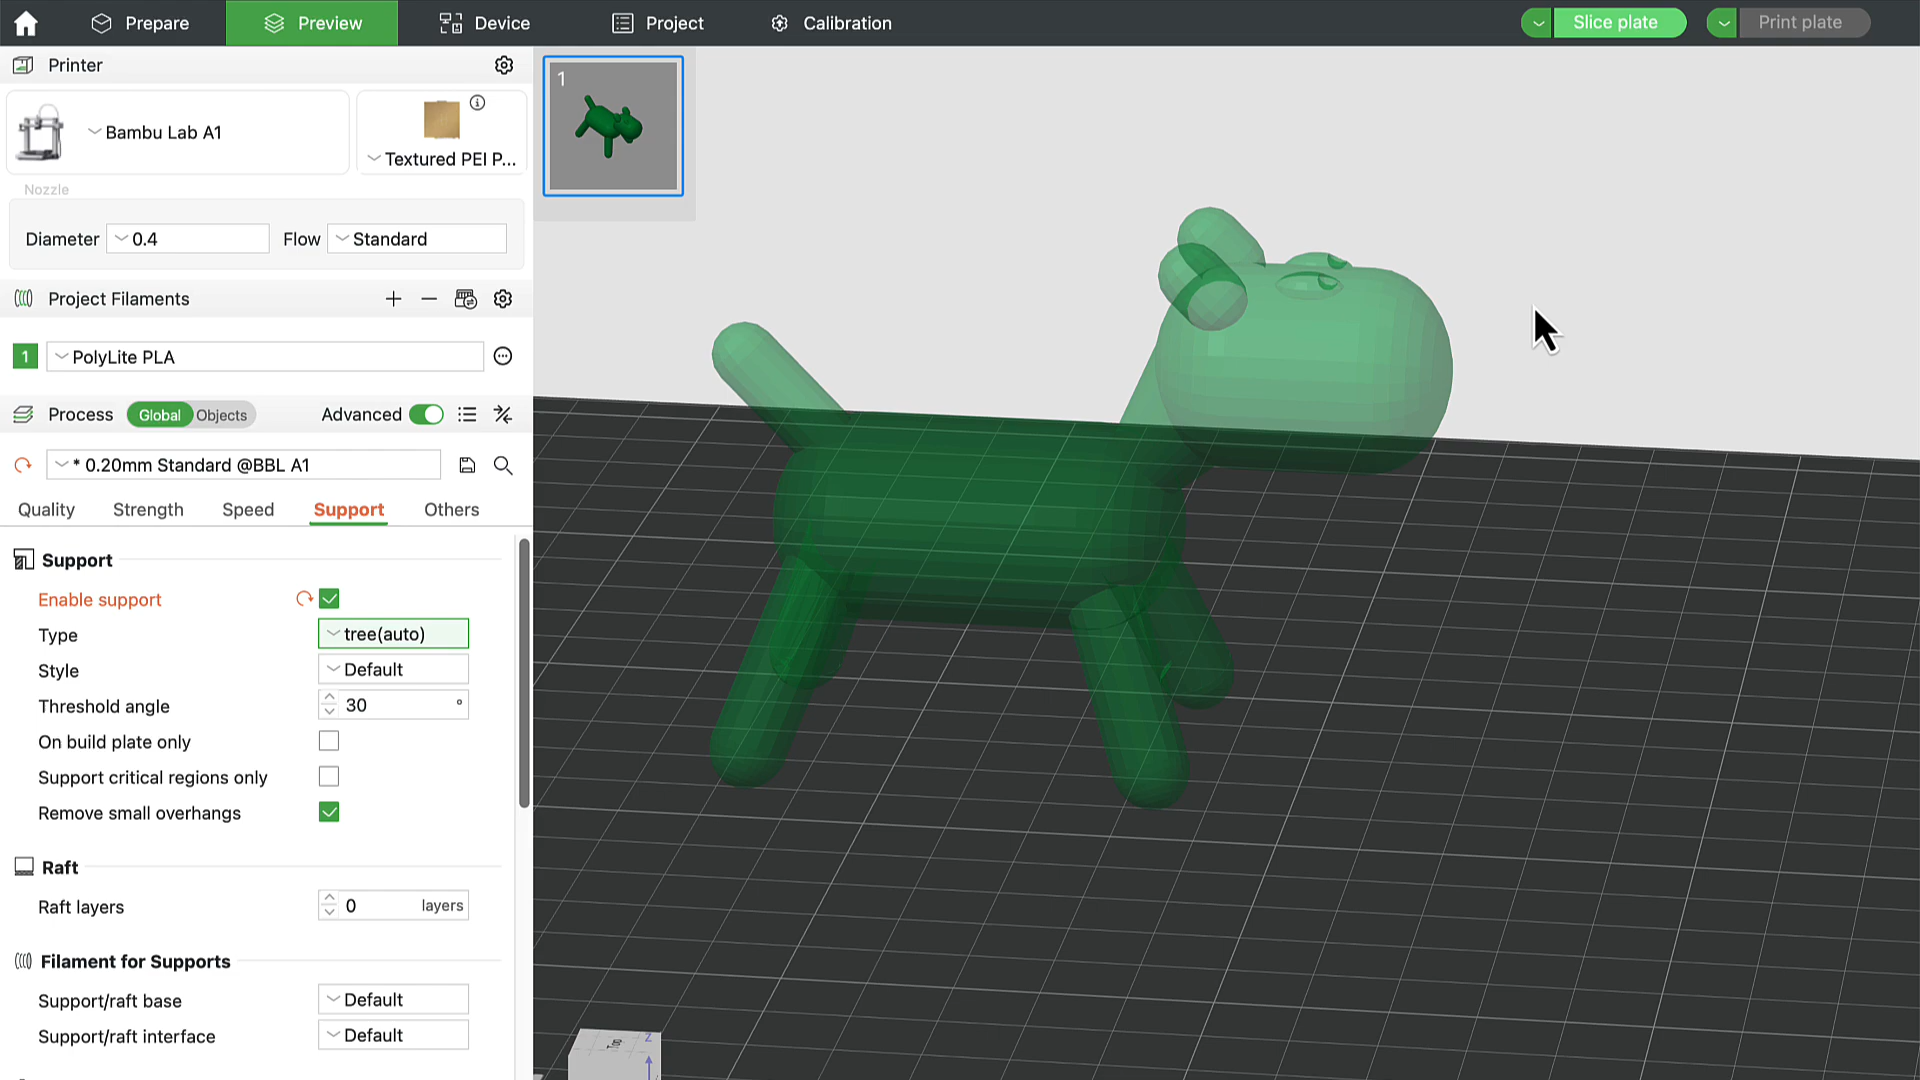 Prepare
Preview
Device
Project
Calibration
Slice plate
Print plate
Printer
Bambu Lab A1
Textured PEI P...
Nozzle
Diameter 0.4 Flow Standard
Project Filaments
1 PolyLite PLA
Process Global Objects Advanced
* 0.20mm Standard @BBL A1
Quality Strength Speed Support Others
Support
Enable support
Type tree(auto)
Style Default
Threshold angle 30 °
On build plate only
Support critical regions only
Remove small overhangs
Raft
Raft layers 0 layers
Filament for Supports
Support/raft base Default
Support/raft interface Default
1
Top
Z